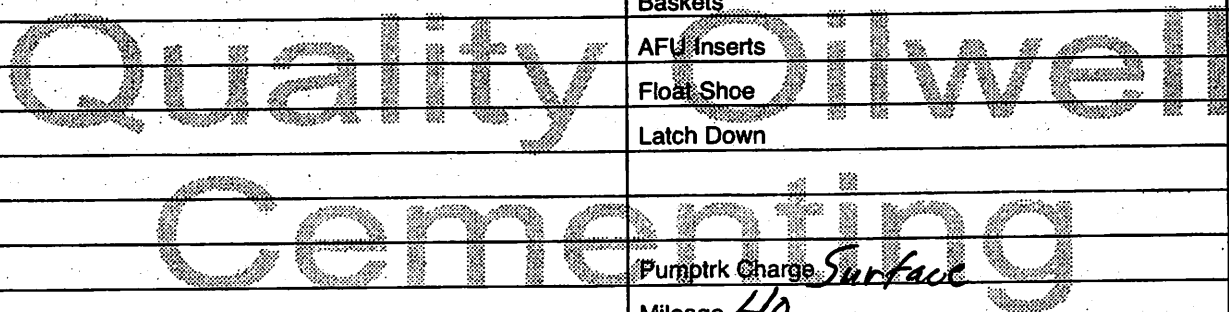 Baskets
AFU Inserts
Quality Oilwell
Float Shoe
Latch Down
Cementing
Pumptrk Charge Surface
Mileage 40